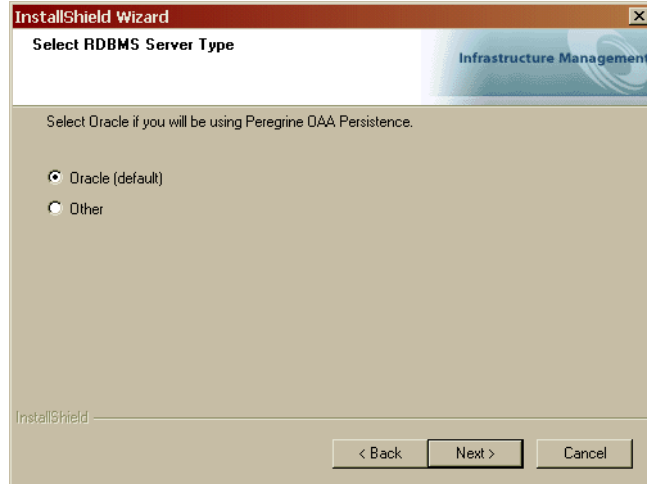 InstallShield Wizard
Select RDBMS Server Type
Infrastructure Management
Select Oracle if you will be using Peregrine OAA Persistence.
Oracle (default)
Other
InstallShield
< Back
Next >
Cancel